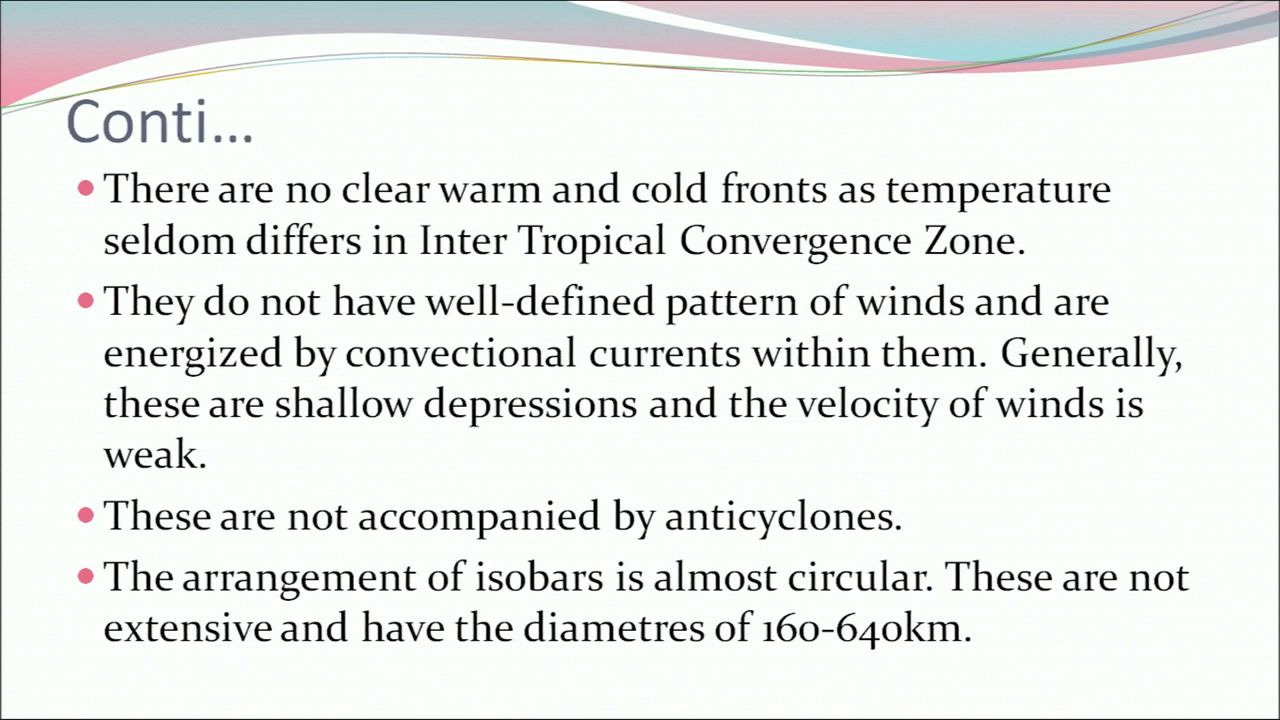 Conti...
• There are no clear warm and cold fronts as temperature
seldom differs in Inter Tropical Convergence Zone.
• They do not have well-defined pattern of winds and are
energized by convectional currents within them. Generally,
these are shallow depressions and the velocity of winds is
weak.
• These are not accompanied by anticyclones.
• The arrangement of isobars is almost circular. These are not
extensive and have the diametres of 160-640km.